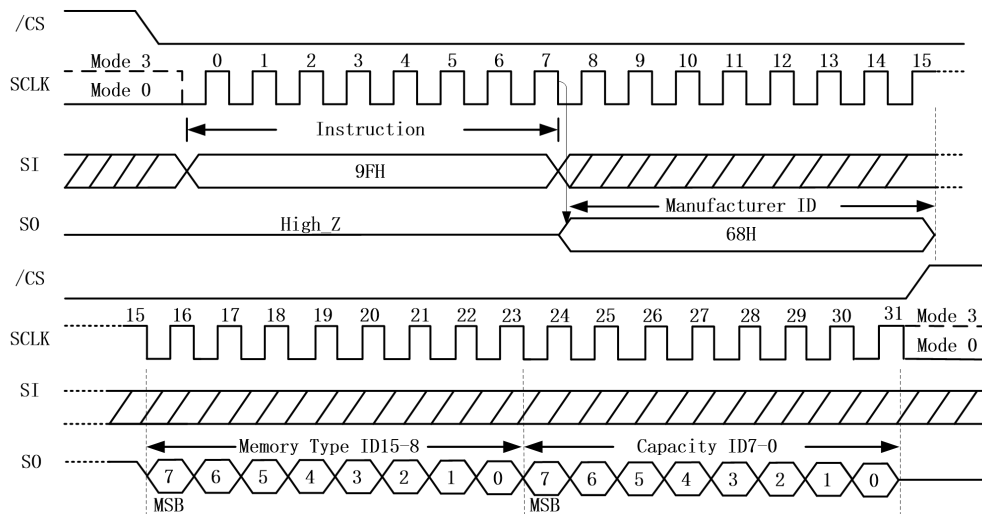 /CS
Mode 3 0 1 2 3 4 5 6 7 8 9 10 11 12 13 14 15
SCLK
Mode 0
Instruction
SI
9FH
Manufacturer ID
SO High_Z
68H
/CS
15 16 17 18 19 20 21 22 23 24 25 26 27 28 29 30 31 Mode 3
SCLK
Mode 0
SI
Memory Type ID15-8 Capacity ID7-0
SO
7 6 5 4 3 2 1 0 7 6 5 4 3 2 1 0
MSB MSB